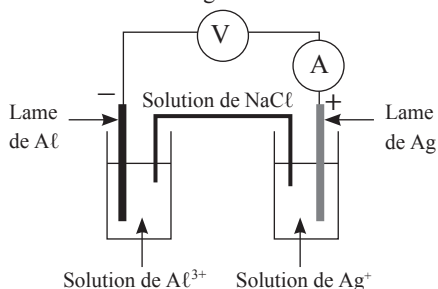 V
A
–
+
Solution de NaCℓ
Lame
de Aℓ
Lame
de Ag
Solution de Aℓ³⁺
Solution de Ag⁺